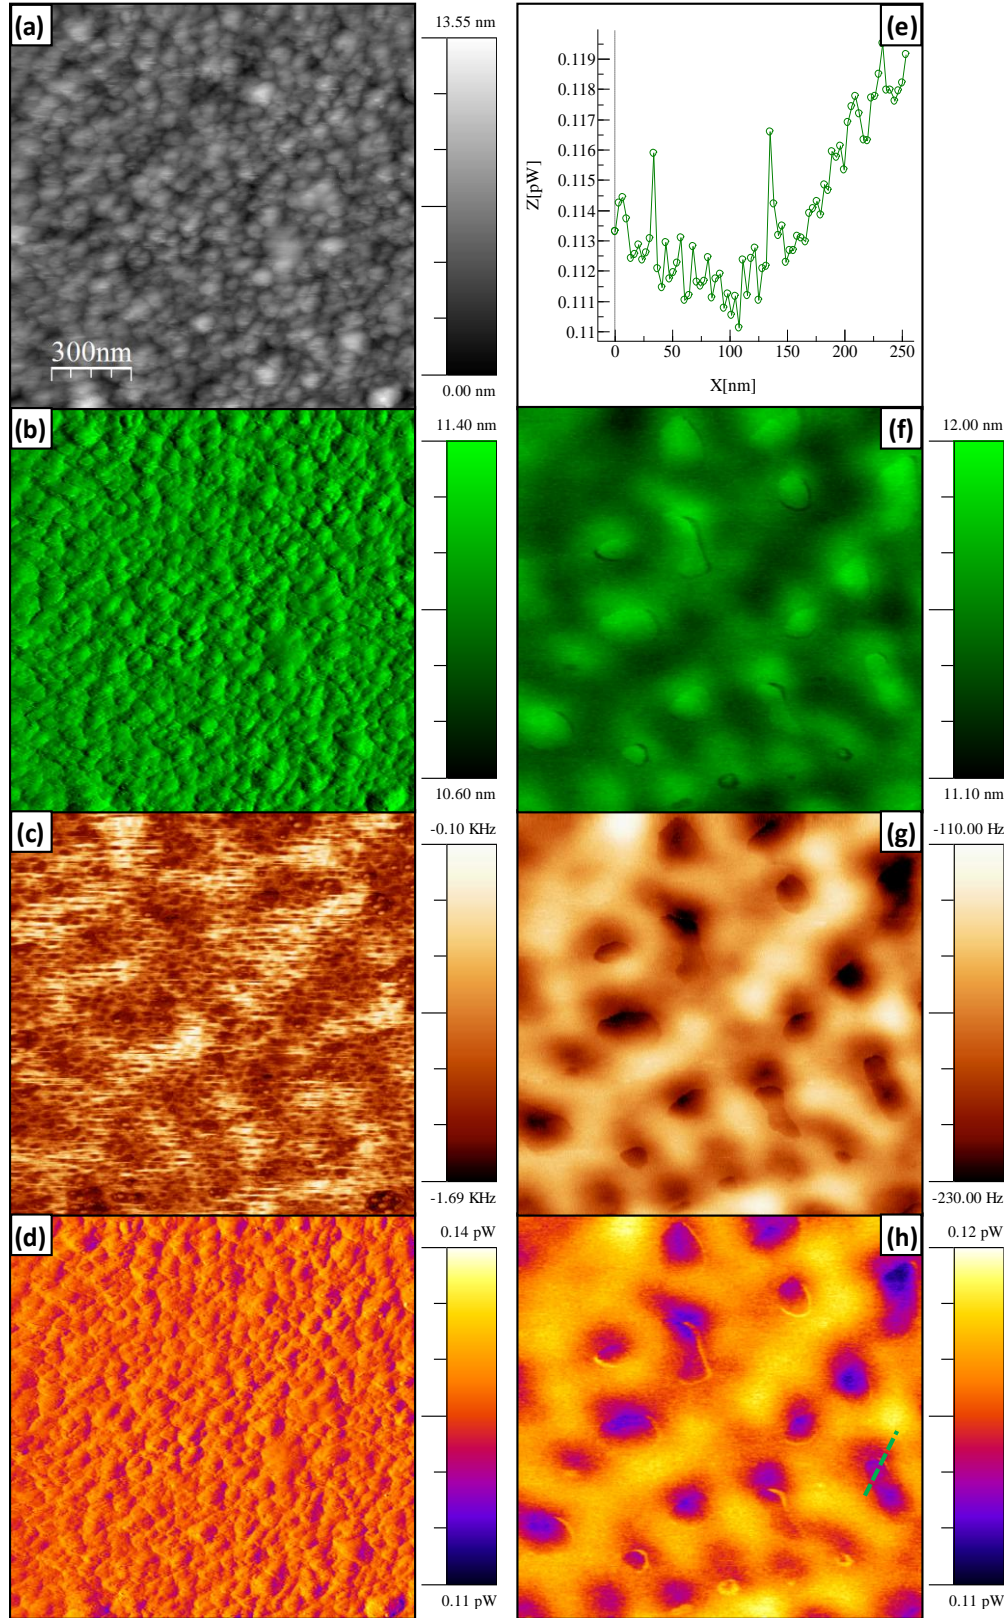 (a)
13.55 nm
300nm
0.00 nm
(e)
0.119
0.118
0.117
0.116
0.115
0.114
0.113
0.112
0.111
0.11
Z[pW]
0
50
100
150
200
250
X[nm]
(b)
11.40 nm
10.60 nm
(f)
12.00 nm
11.10 nm
(c)
-0.10 KHz
-1.69 KHz
(g)
-110.00 Hz
-230.00 Hz
(d)
0.14 pW
0.11 pW
(h)
0.12 pW
0.11 pW